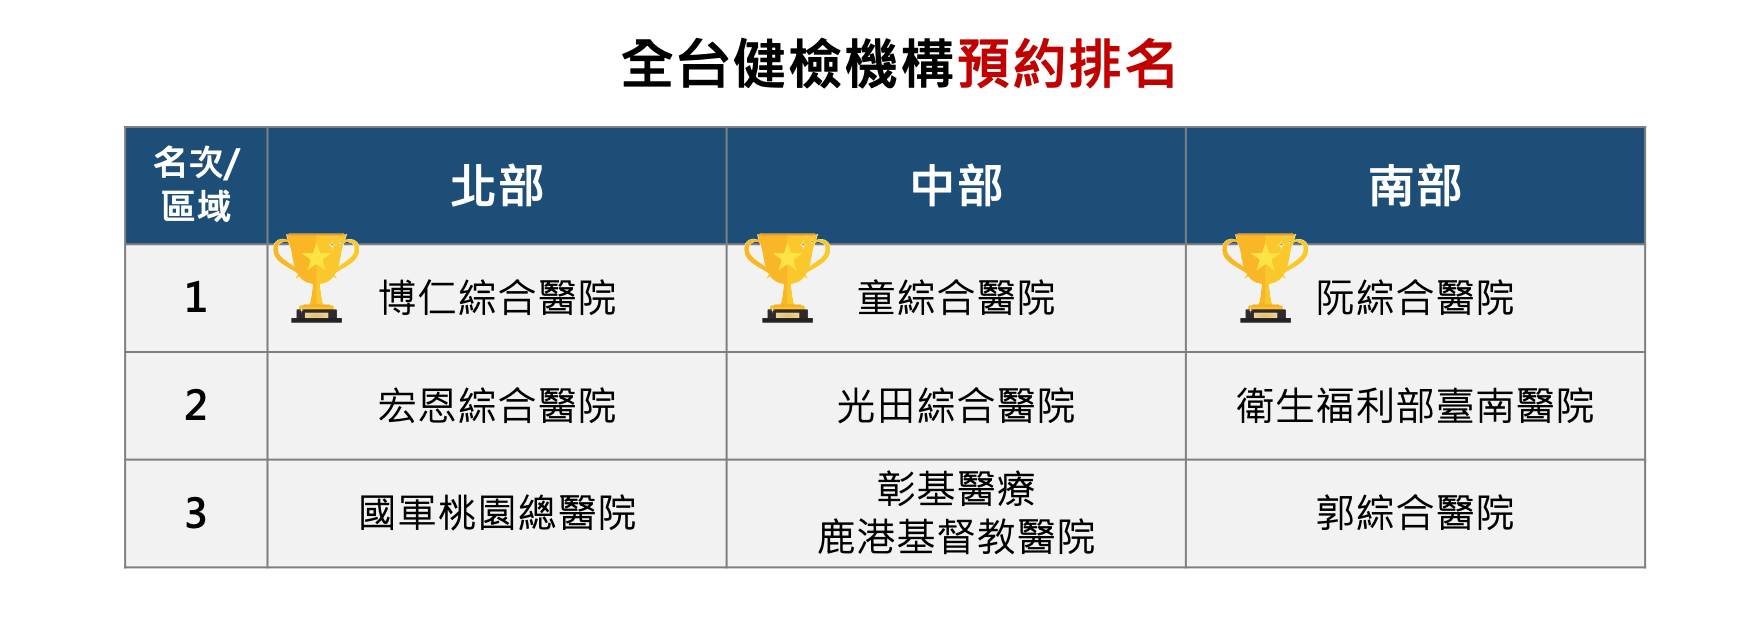 全台健檢機構預約排名
名次/
區域
北部
中部
南部
1
博仁綜合醫院
童綜合醫院
阮綜合醫院
2
宏恩綜合醫院
光田綜合醫院
衛生福利部臺南醫院
3
國軍桃園總醫院
彰基醫療
鹿港基督教醫院
郭綜合醫院